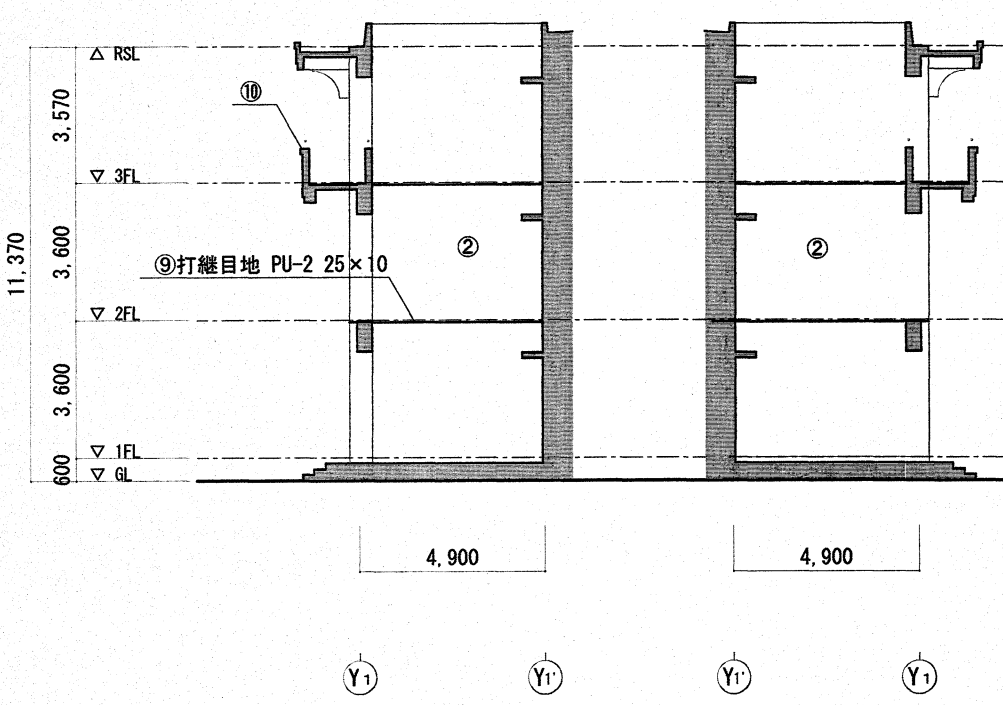 △ RSL
⑩
3,570
▽ 3FL
11,370
3,600
② ②
⑨打継目地 PU-2 25×10
▽ 2FL
3,600
▽ 1FL
600
▽ GL
4,900 4,900
Y1 Y1' Y1' Y1